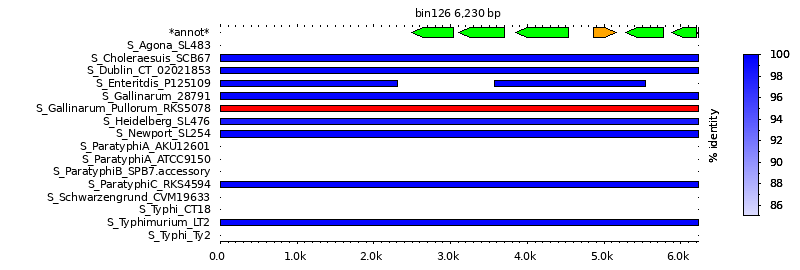 bin126 6,230 bp
*annot*
S_Agona_SL483
S_Choleraesuis_SCB67
S_Dublin_CT_02021853
S_Enteritdis_P125109
S_Gallinarum_28791
S_Gallinarum_Pullorum_RKS5078
S_Heidelberg_SL476
S_Newport_SL254
S_ParatyphiA_AKU12601
S_ParatyphiA_ATCC9150
S_ParatyphiB_SPB7.accessory
S_ParatyphiC_RKS4594
S_Schwarzengrund_CVM19633
S_Typhi_CT18
S_Typhimurium_LT2
S_Typhi_Ty2
0.0 1.0k 2.0k 3.0k 4.0k 5.0k 6.0k
% identity
100
98
96
94
92
90
88
86